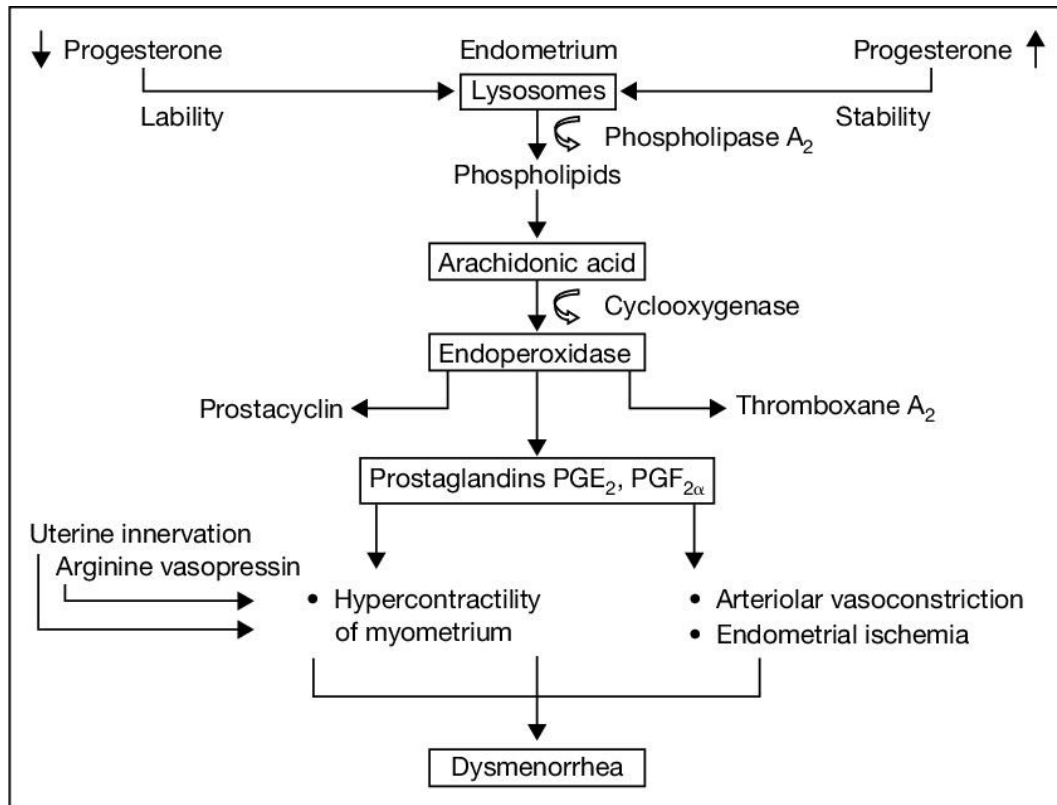 Progesterone
Endometrium
Progesterone
Lysosomes
Lability
Stability
Phospholipase A₂
Phospholipids
Arachidonic acid
Cyclooxygenase
Endoperoxidase
Prostacyclin
Thromboxane A₂
Prostaglandins PGE₂, PGF₂α
Uterine innervation
Arginine vasopressin
• Hypercontractility
of myometrium
• Arteriolar vasoconstriction
• Endometrial ischemia
Dysmenorrhea